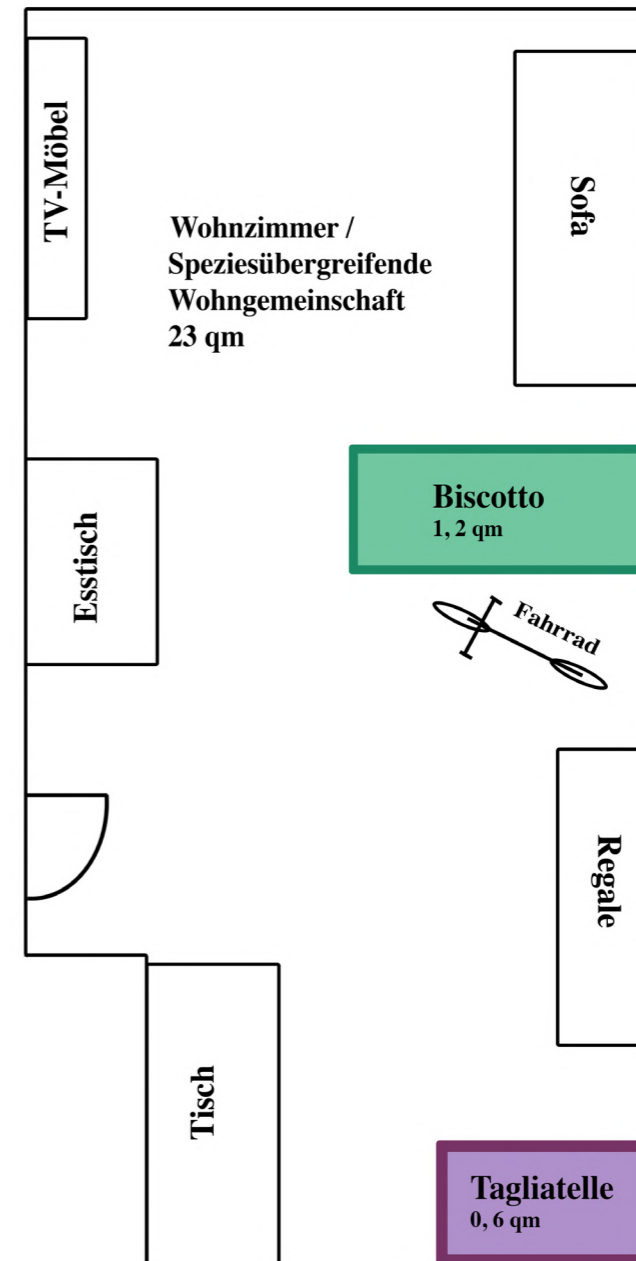 TV-Möbel
Sofa
Wohnzimmer /
Speziesübergreifende
Wohngemeinschaft
23 qm
Biscotto
1, 2 qm
Esstisch
Fahrrad
Regale
Tisch
Tagliatelle
0, 6 qm